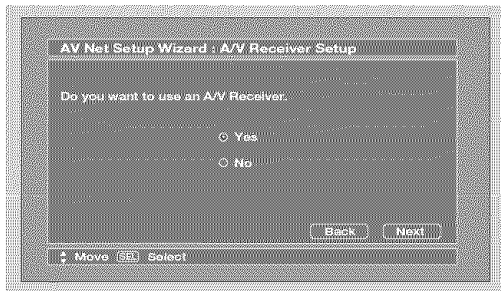 AV Net Setup Wizard : A/V Receiver Setup
Do you want to use an A/V Receiver.
Yes
No
Back Next
Move SEL Select